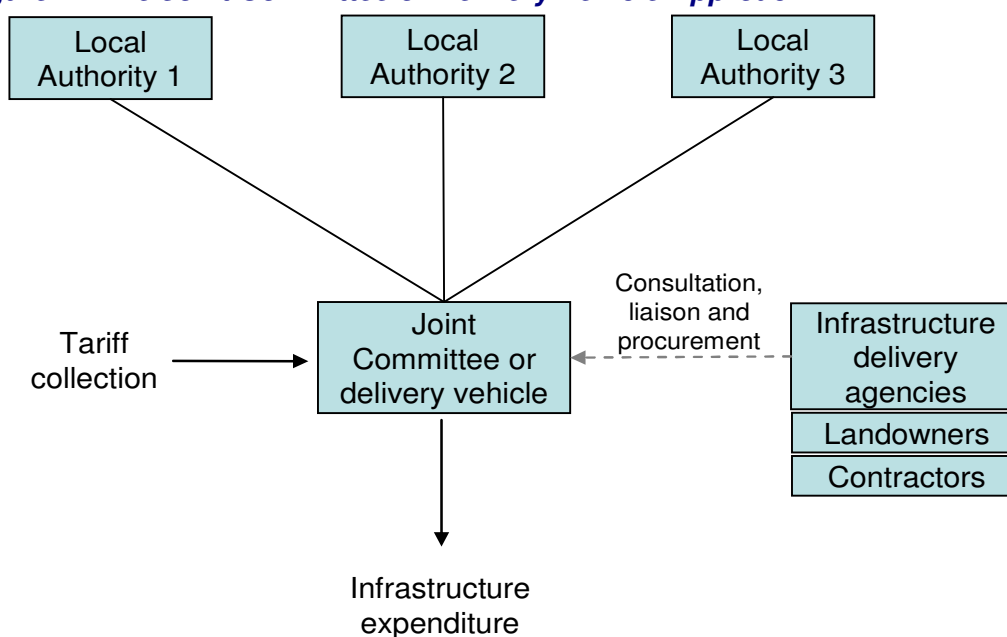 Local
Authority 1
Local
Authority 2
Local
Authority 3
Consultation,
liaison and
procurement
Tariff
collection
Joint
Committee or
delivery vehicle
Infrastructure
delivery
agencies
Landowners
Contractors
Infrastructure
expenditure